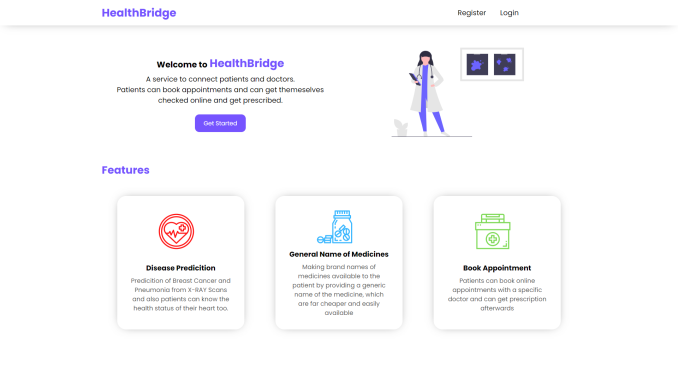 HealthBridge
Register Login
Welcome to HealthBridge
A service to connect patients and doctors.
Patients can book appointments and can get themeselves
checked online and get prescribed.
Get Started
Features
Disease Predicition
Predicition of Breast Cancer and
Pneumonia from X-RAY Scans
and also patients can know the
health status of their heart too.
General Name of Medicines
Making brand names of
medicines available to the
patient by providing a generic
name of the medicine, which
are far cheaper and easily
available
Book Appointment
Patients can book online
appointments with a specific
doctor and can get prescription
afterwards